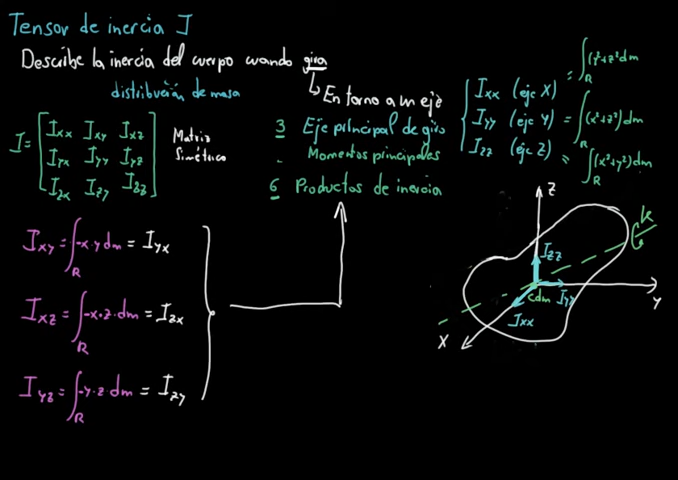 Tensor de inercia I
Describe la inercia del cuerpo cuando gira
distribución de masa
↳ En torno a un eje
I = [ Ixx Ixy Ixz
Iyx Iyy Iyz
Izx Izy Izz ]
Matriz
Simétrica
3 Eje principal de giro
- Momentos principales
6 Productos de inercia
Ixx (eje X) = ∫R (y²+z²)dm
Iyy (eje Y) = ∫R (x²+z²)dm
Izz (eje Z) = ∫R (x²+y²)dm
Ixy = ∫R -x·y dm = Iyx
Ixz = ∫R -x·z·dm = Izx
Iyz = ∫R -y·z·dm = Izy
z
k
Izz
cdm
Iyy
Ixx
Y
X